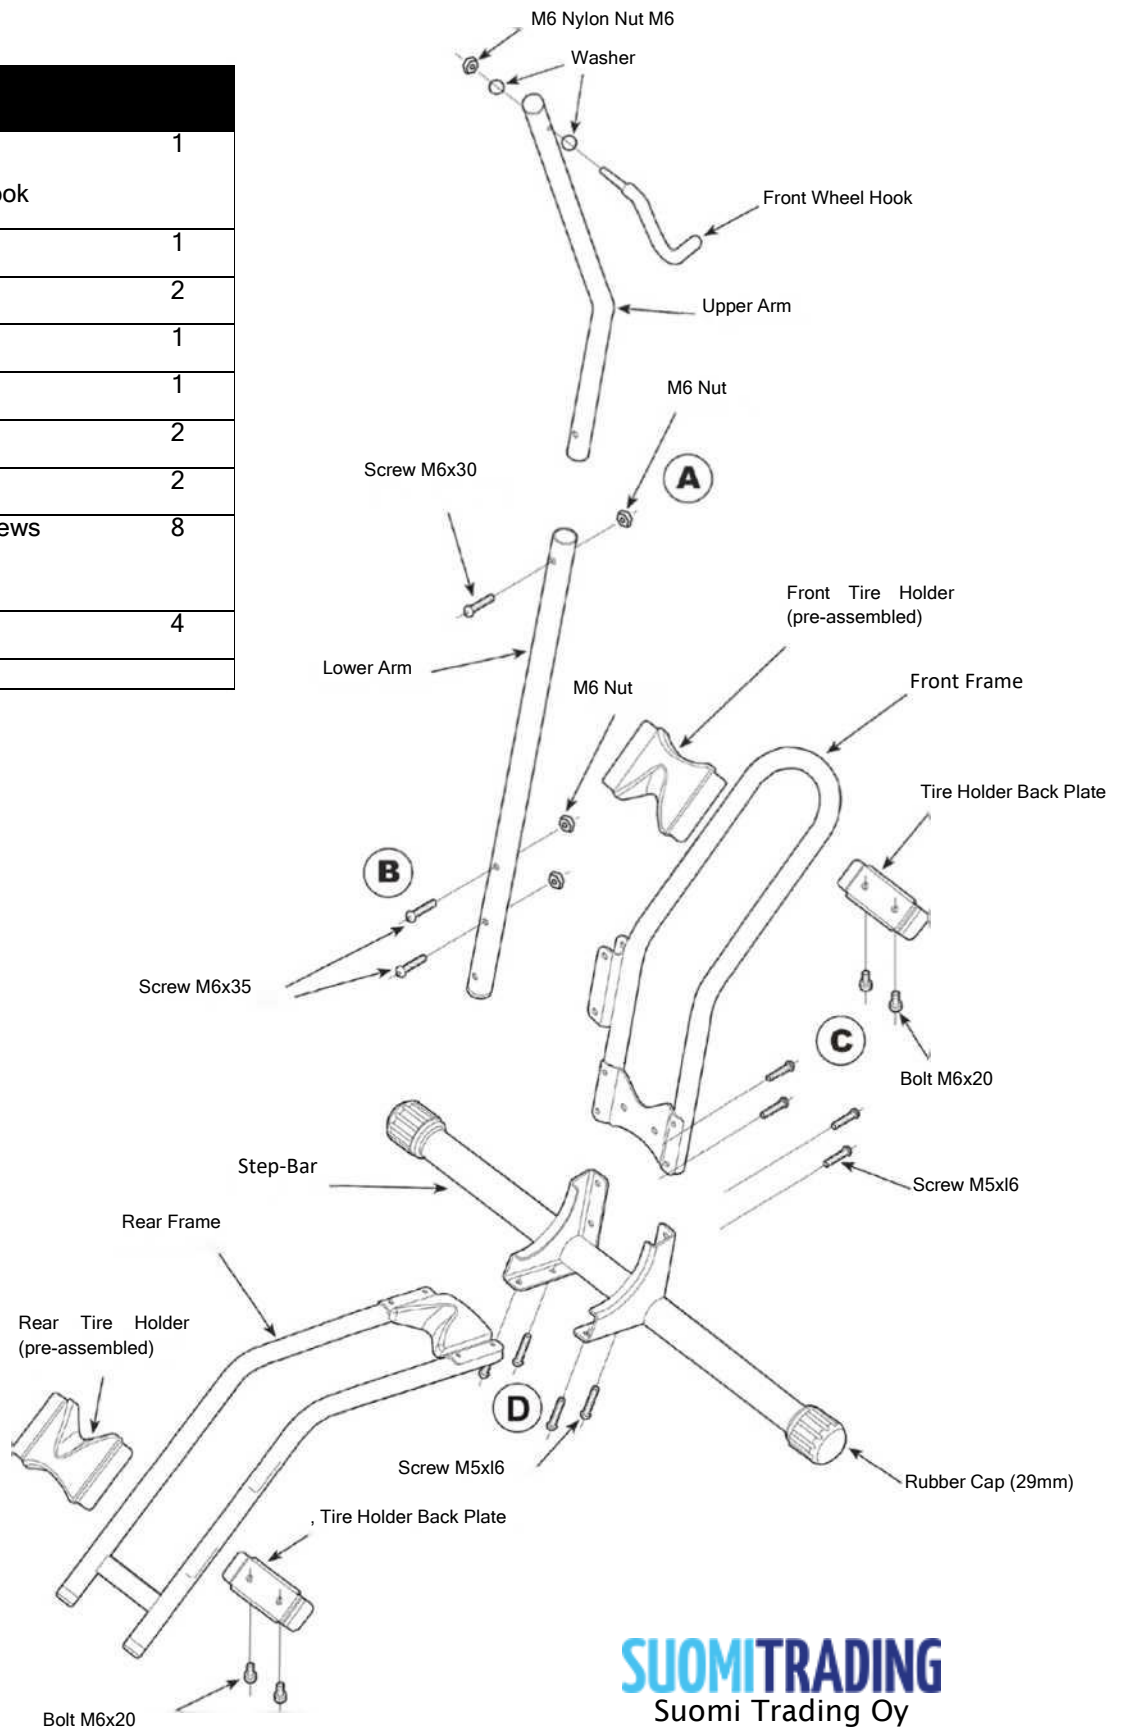 M6 Nylon Nut M6
Washer
1
ook
Front Wheel Hook
1
2
Upper Arm
1
1
M6 Nut
2
Screw M6x30
2
A
ews 8
Front Tire Holder
(pre-assembled)
4
Lower Arm
M6 Nut
Front Frame
Tire Holder Back Plate
B
Screw M6x35
C
Bolt M6x20
Step-Bar
Screw M5xl6
Rear Frame
Rear Tire Holder
(pre-assembled)
D
Screw M5xl6
Rubber Cap (29mm)
, Tire Holder Back Plate
SUOMITRADING
Suomi Trading Oy
Bolt M6x20